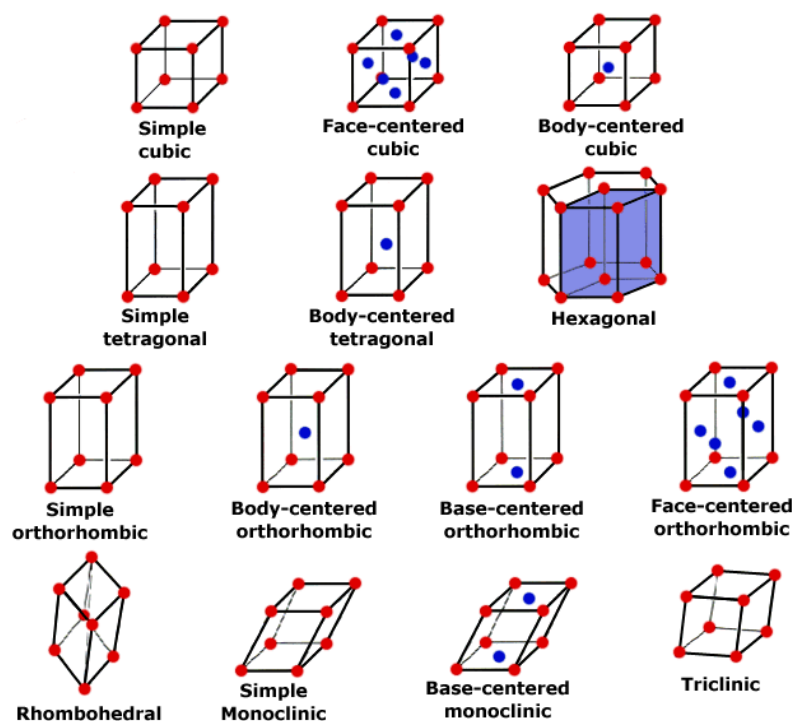 Simple
cubic
Face-centered
cubic
Body-centered
cubic
Simple
tetragonal
Body-centered
tetragonal
Hexagonal
Simple
orthorhombic
Body-centered
orthorhombic
Base-centered
orthorhombic
Face-centered
orthorhombic
Rhombohedral
Simple
Monoclinic
Base-centered
monoclinic
Triclinic